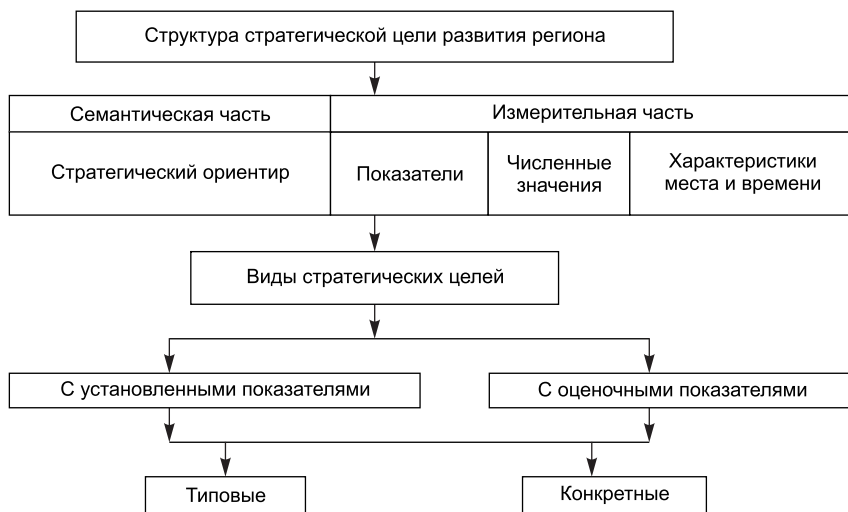 Структура стратегической цели развития региона
Семантическая часть
Измерительная часть
Стратегический ориентир
Показатели
Численные
значения
Характеристики
места и времени
Виды стратегических целей
С установленными показателями
С оценочными показателями
Типовые
Конкретные